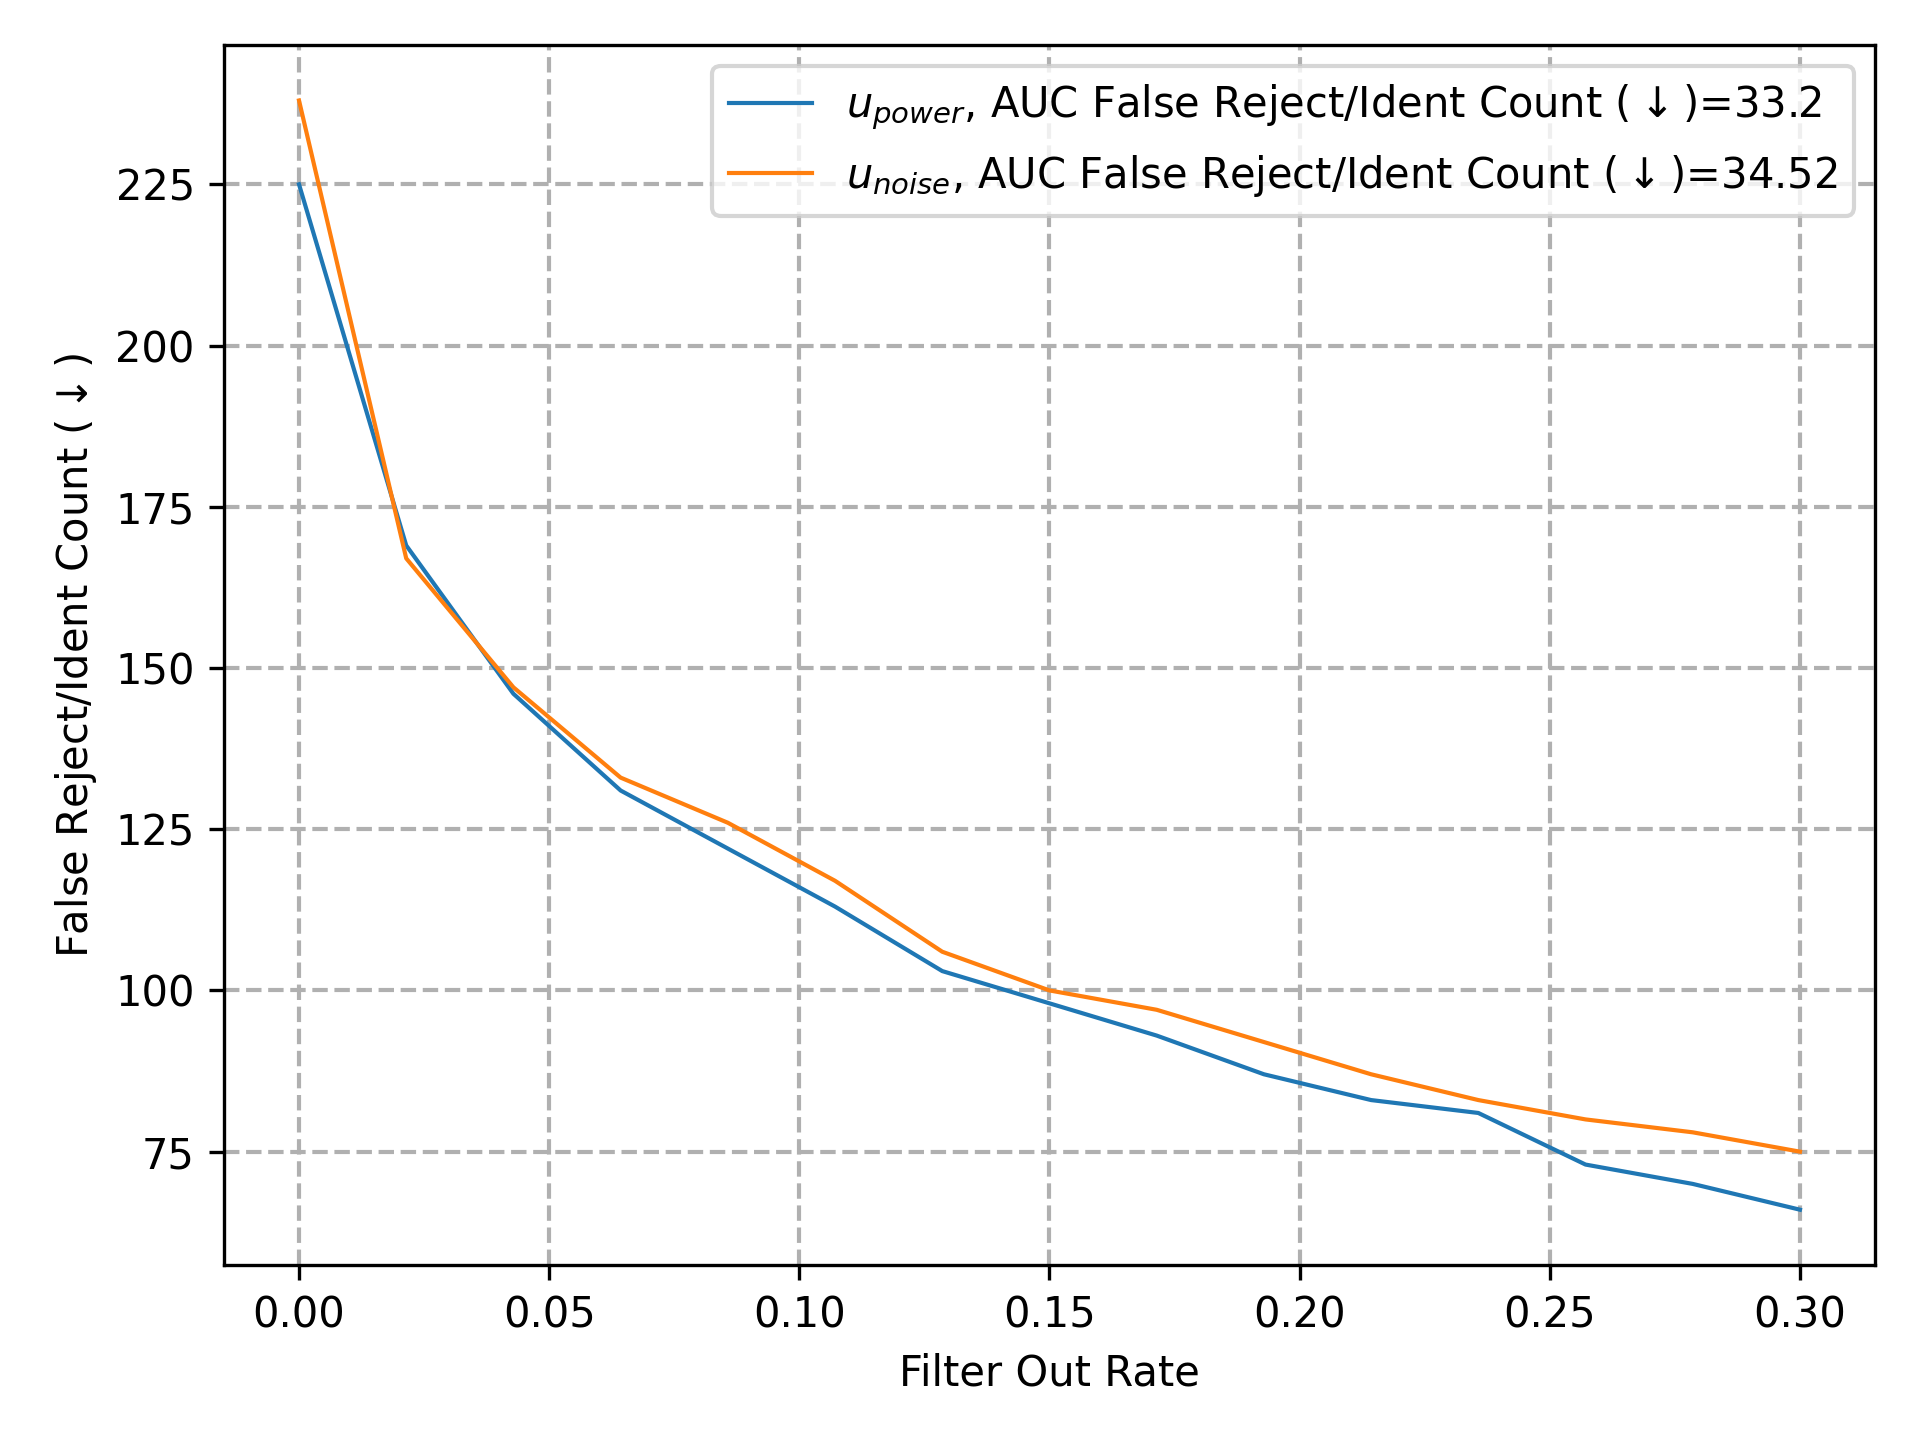 u_power, AUC False Reject/Ident Count (↓)=33.2
u_noise, AUC False Reject/Ident Count (↓)=34.52
225
200
175
150
125
100
75
False Reject/Ident Count (↓)
0.00 0.05 0.10 0.15 0.20 0.25 0.30
Filter Out Rate